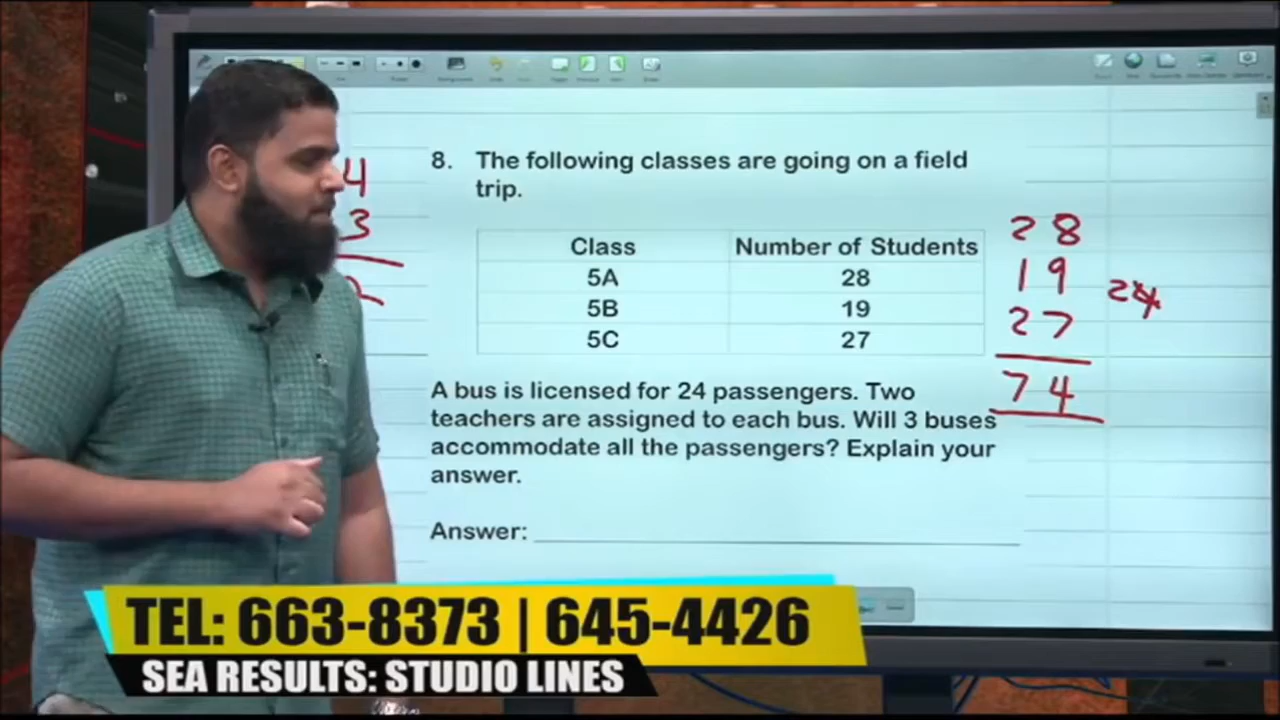 8. The following classes are going on a field
trip.
Class Number of Students
5A 28
5B 19
5C 27
A bus is licensed for 24 passengers. Two
teachers are assigned to each bus. Will 3 buses
accommodate all the passengers? Explain your
answer.
Answer:
4
3
2
28
19
27
74
24
TEL: 663-8373 | 645-4426
SEA RESULTS: STUDIO LINES